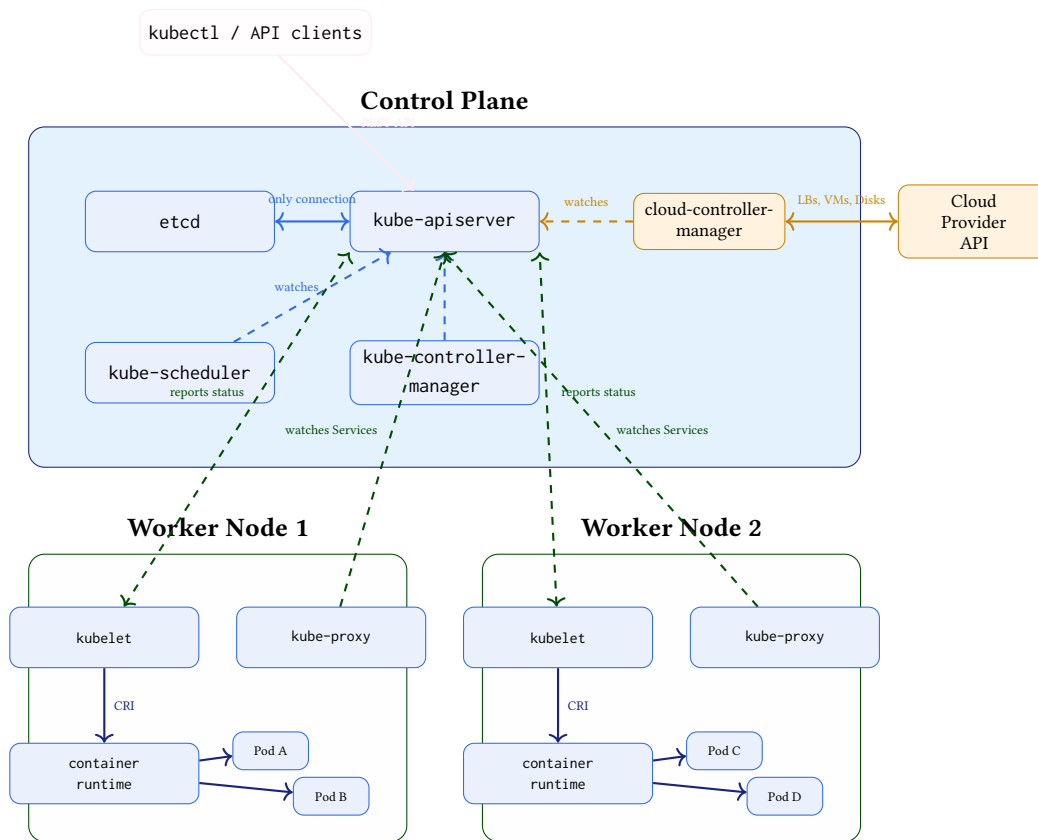 kubectl / API clients
Control Plane
REST API
only connection
watches
LBs, VMs, Disks
etcd
kube-apiserver
cloud-controller-
manager
Cloud
Provider
API
watches
kube-scheduler
kube-controller-
manager
reports status
reports status
watches Services
watches Services
Worker Node 1
Worker Node 2
kubelet
kube-proxy
kubelet
kube-proxy
CRI
CRI
container
runtime
Pod A
Pod B
container
runtime
Pod C
Pod D